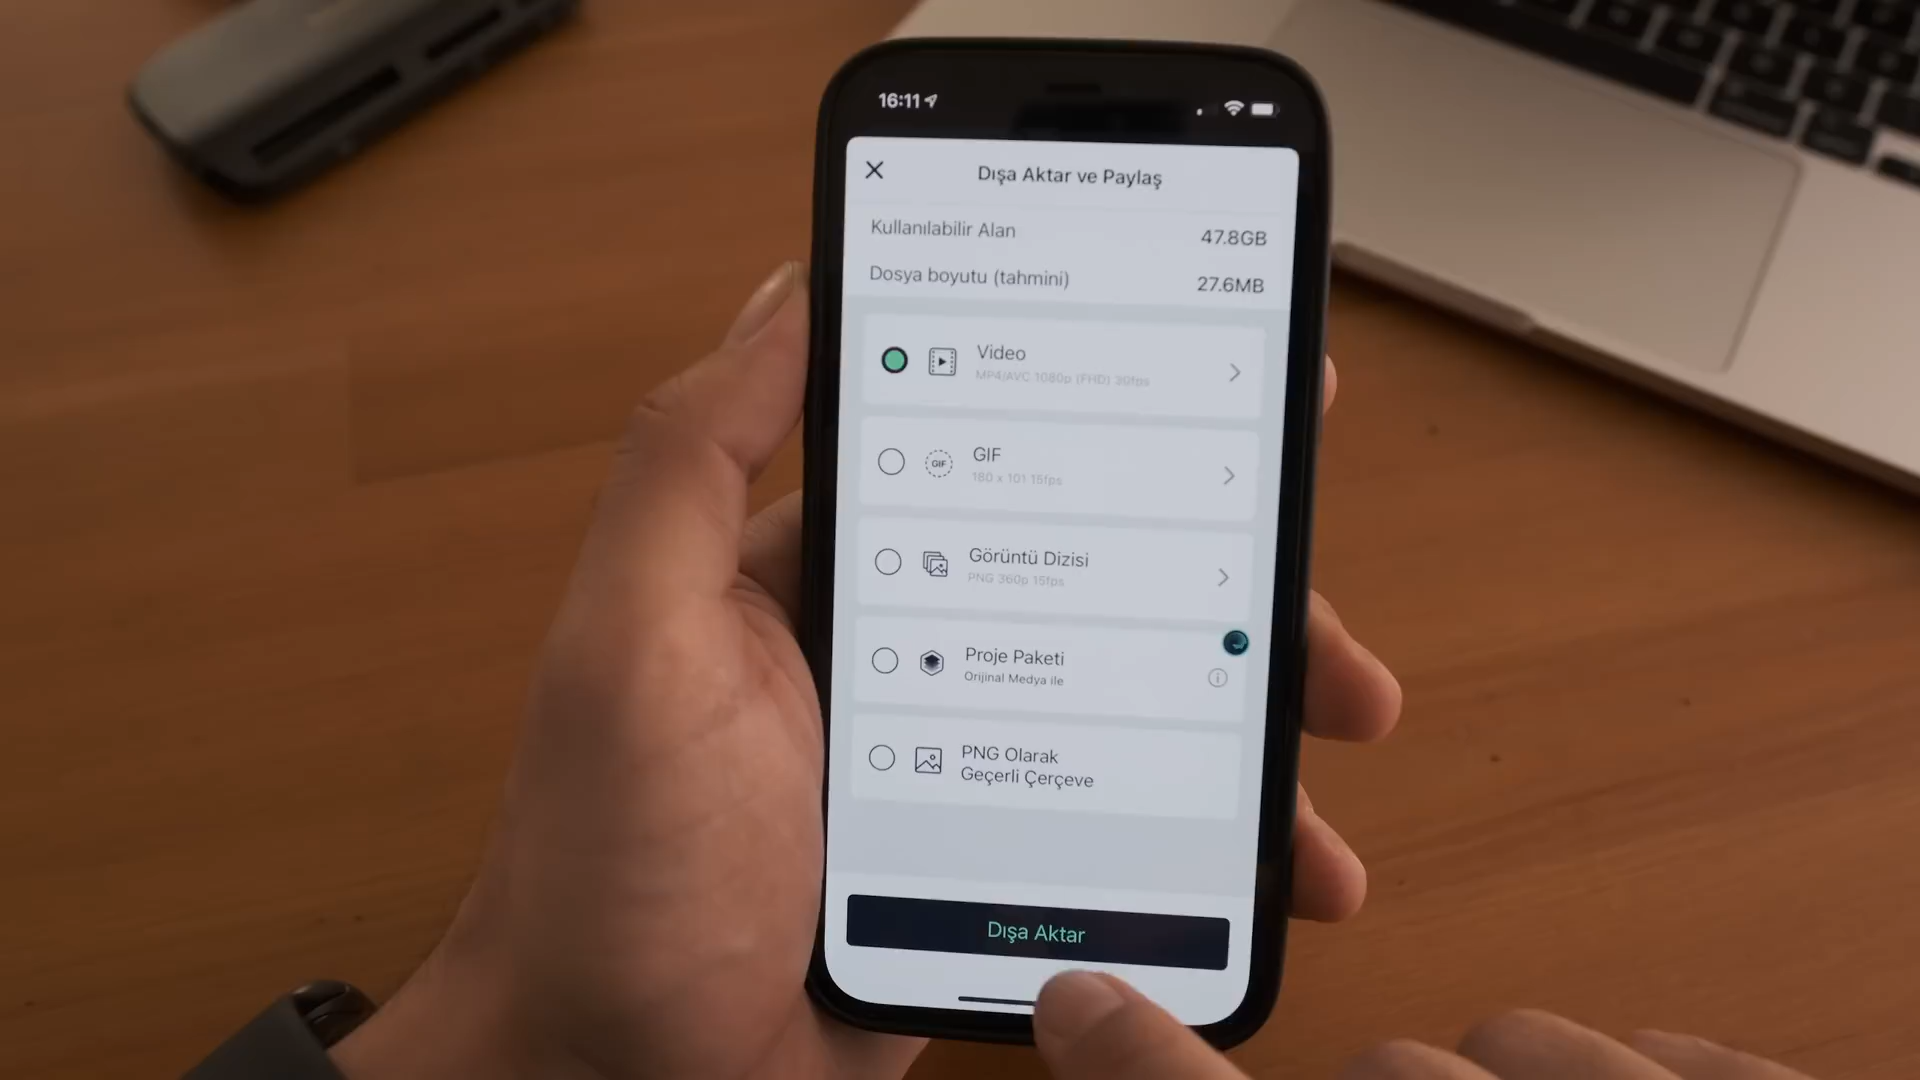 16:11
Dışa Aktar ve Paylaş
Kullanılabilir Alan
47.8GB
Dosya boyutu (tahmini)
27.6MB
Video
MP4/AVC 1080p (FHD) 30fps
GIF
GIF
180 x 101 15fps
Görüntü Dizisi
PNG 360p 15fps
Proje Paketi
Orijinal Medya ile
PNG Olarak
Geçerli Çerçeve
Dışa Aktar